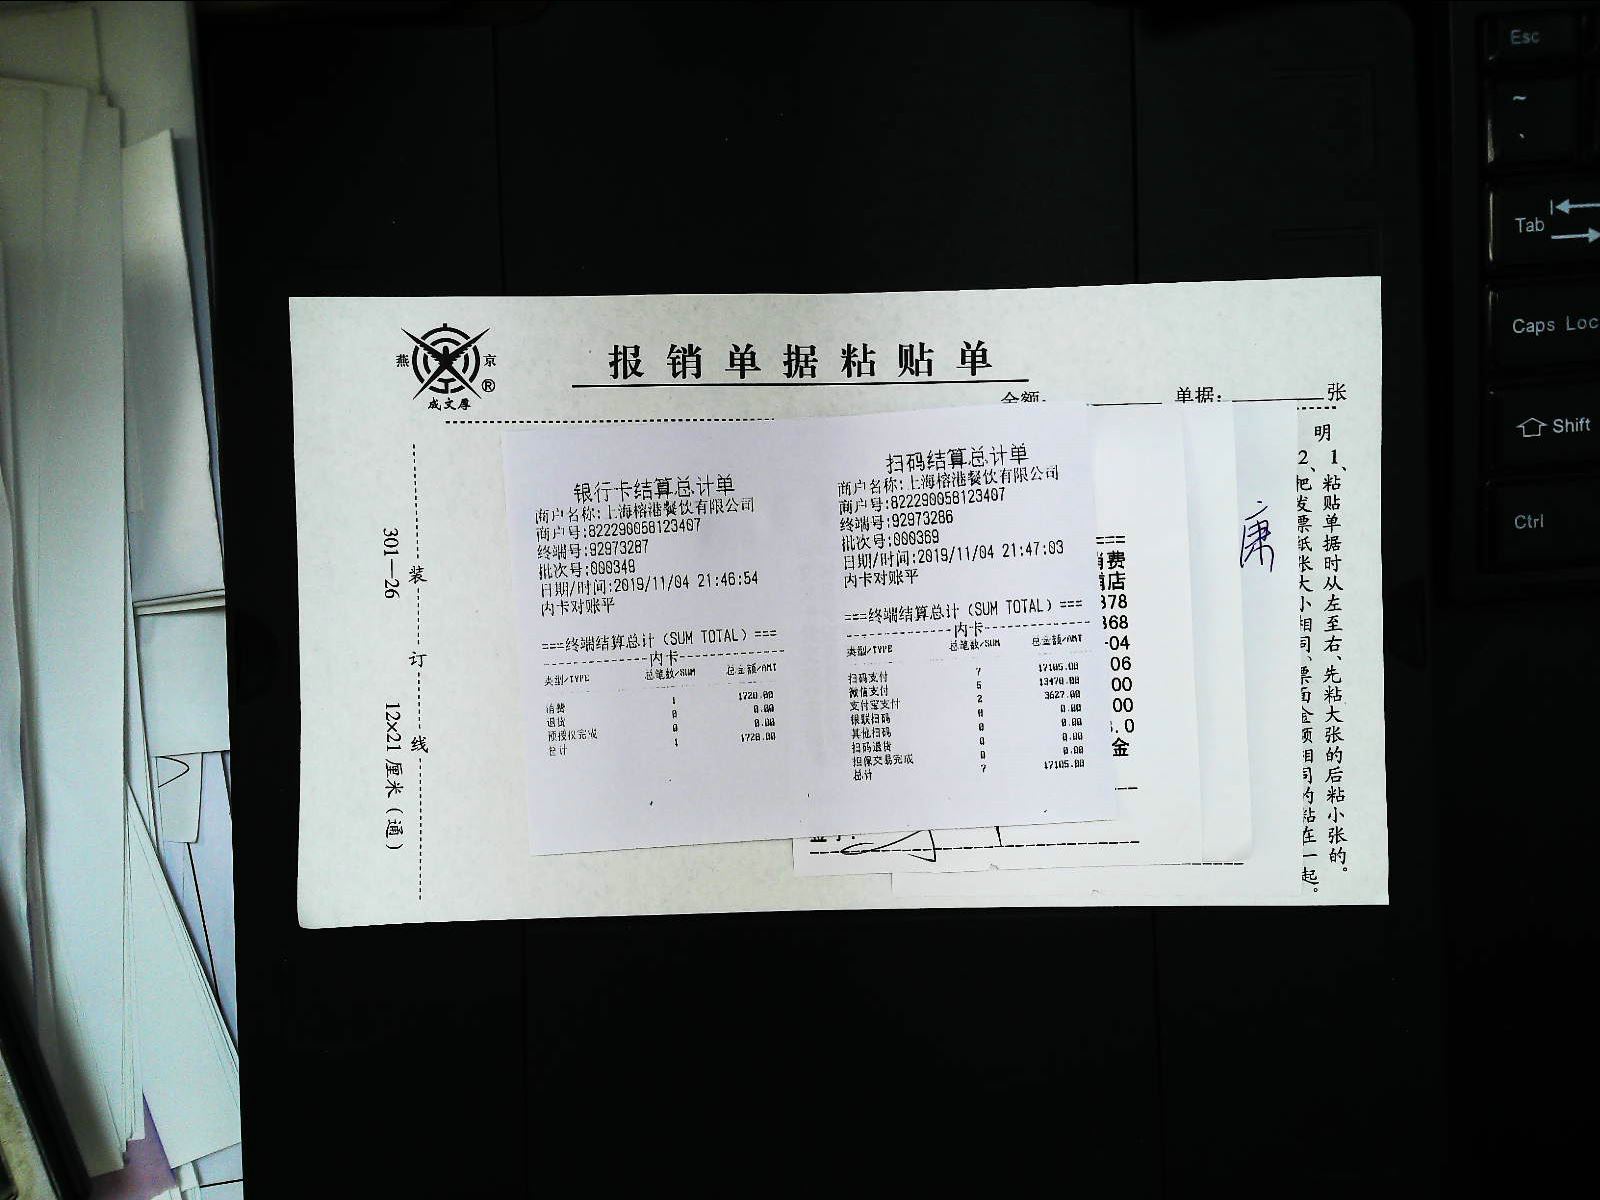 报销单据粘贴单
燕 京
®
成文厚
金额:
单据: 张
银行卡结算总计单
商户名称:上海榕港餐饮有限公司
商户号:822290058123407
终端号:92973287
批次号:000349
日期/时间:2019/11/04 21:46:54
内卡对账平
===终端结算总计(SUM TOTAL)===
内卡
类型/TYPE 总笔数/SUM 总金额/AMT
消费 1 1720.00
退货 0 0.00
预授权完成 0 0.00
总计 1 1720.00
扫码结算总计单
商户名称:上海榕港餐饮有限公司
商户号:822290058123407
终端号:92973286
批次号:000369
日期/时间:2019/11/04 21:47:03
内卡对账平
===终端结算总计(SUM TOTAL)===
内卡
类型/TYPE 总笔数/SUM 总金额/AMT
扫码支付 7 17105.00
微信支付 5 13478.00
支付宝支付 2 3627.00
银联扫码 0 0.00
其他扫码 0 0.00
扫码退货 0 0.00
担保交易完成 0 0.00
总计 7 17105.00
===
消费
店
378
368
-04
06
00
00
.0
金
康
明
1、粘贴单据时从左至右、先粘大张的后粘小张的。
2、把发票纸张大小相同、票面金额相同的粘在一起。
装订线
301—26 12×21厘米(通)
Esc
~
`
Tab
Caps Loc
Shift
Ctrl